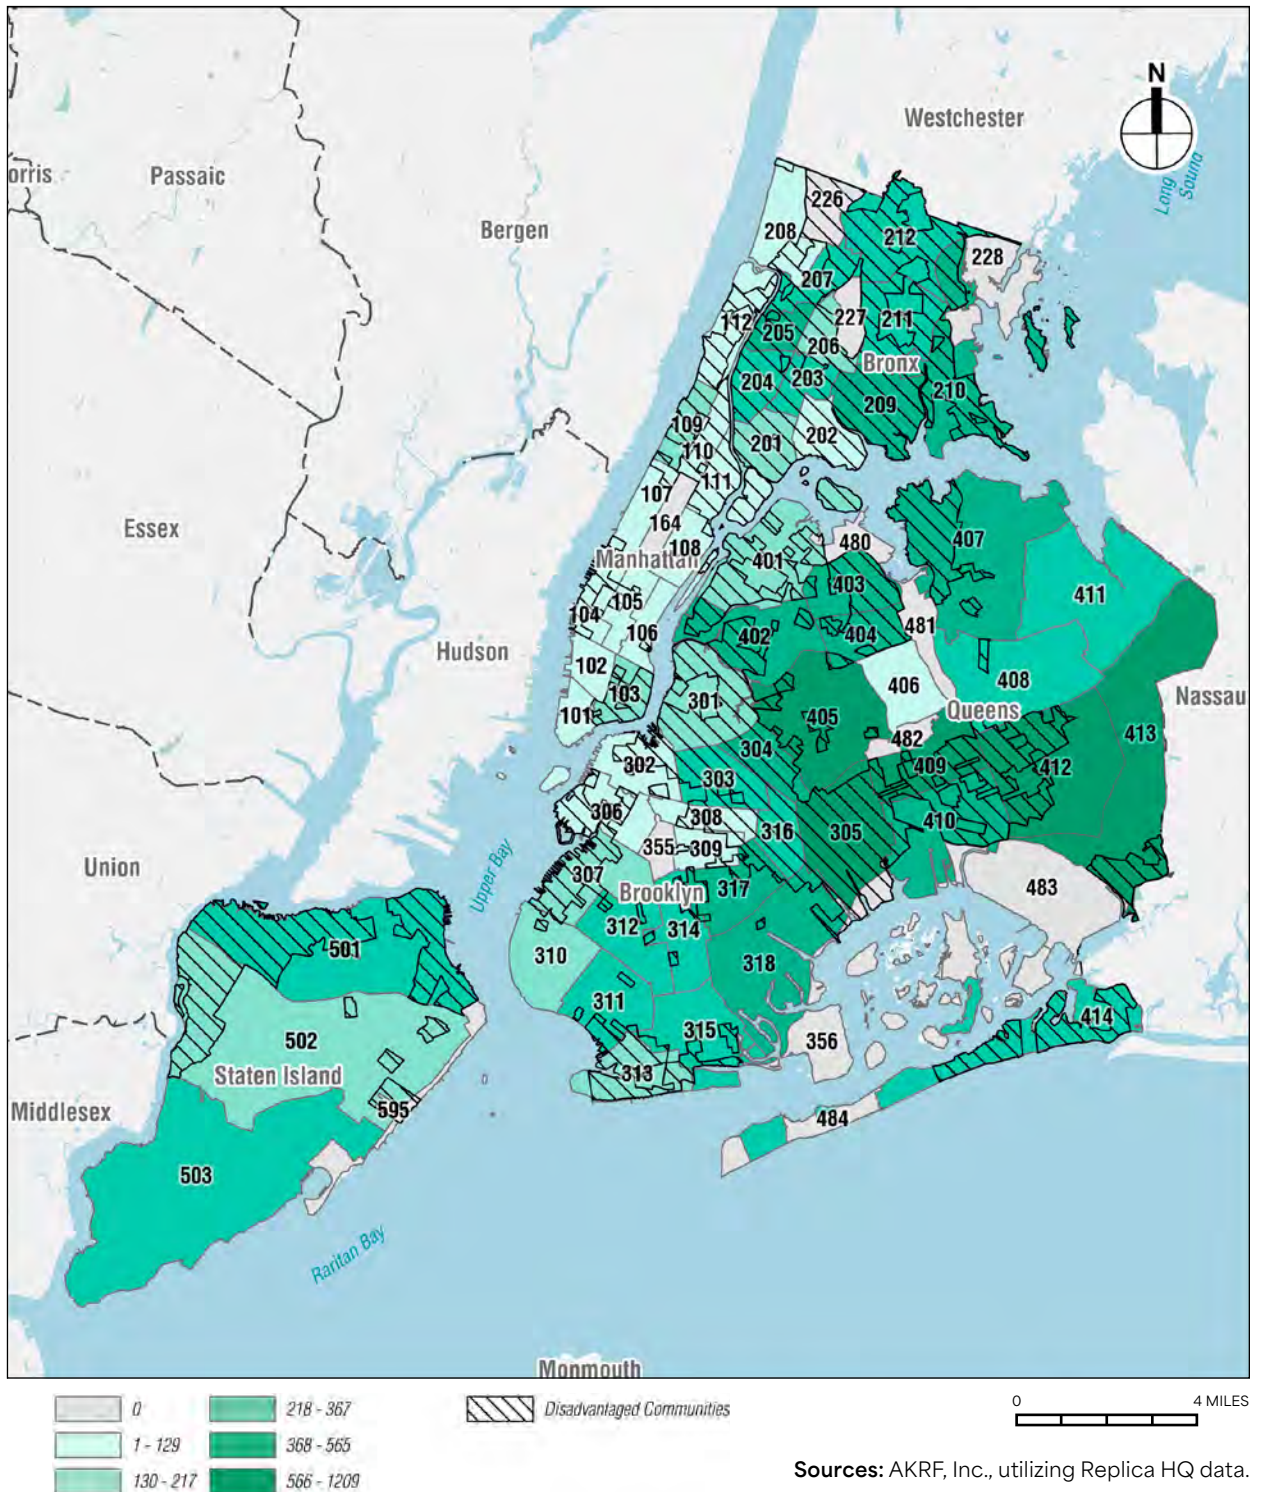 N
Westchester
Long
Sound
orris
Passaic
Bergen
226
208
212
228
207
227
211
112
205
206
Bronx
204
203
210
209
109
201
202
110
111
107
164
407
Essex
108
480
Manhattan
401
403
411
104
105
481
106
402
404
Hudson
102
406
408
103
301
Queens
Nassau
101
405
413
304
482
302
303
409
412
306
308
316
305
410
355
309
Upper Bay
Union
307
317
483
Brooklyn
312
314
501
310
318
311
414
315
502
356
313
Staten Island
Middlesex
595
484
503
Raritan Bay
Monmouth
0
218 - 367
Disadvantaged Communities
1 - 129
368 - 565
130 - 217
566 - 1209
0
4 MILES
Sources: AKRF, Inc., utilizing Replica HQ data.